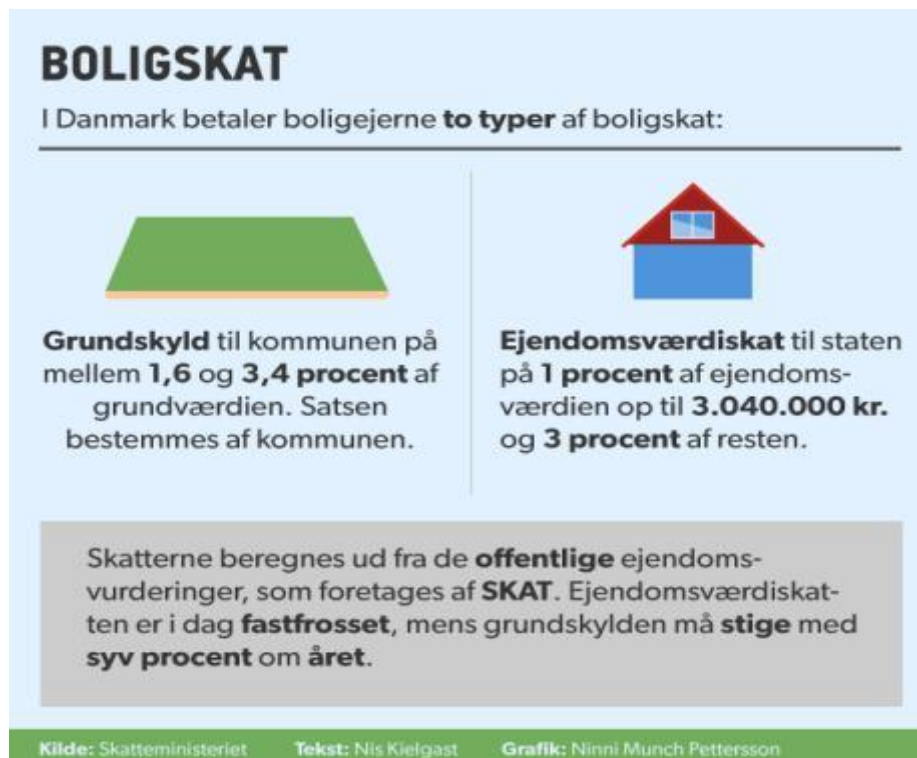 BOLIGSKAT
I Danmark betaler boligejerne to typer af boligskat:
Grundskyld til kommunen på
mellem 1,6 og 3,4 procent af
grundværdien. Satsen
bestemmes af kommunen.
Ejendomsværdiskat til staten
på 1 procent af ejendoms-
værdien op til 3.040.000 kr.
og 3 procent af resten.
Skatterne beregnes ud fra de offentlige ejendoms-
vurderinger, som foretages af SKAT. Ejendomsværdiskat-
ten er i dag fastfrosset, mens grundskylden må stige med
syv procent om året.
Kilde: Skatteministeriet Tekst: Nis Kielgast Grafik: Ninni Munch Pettersson